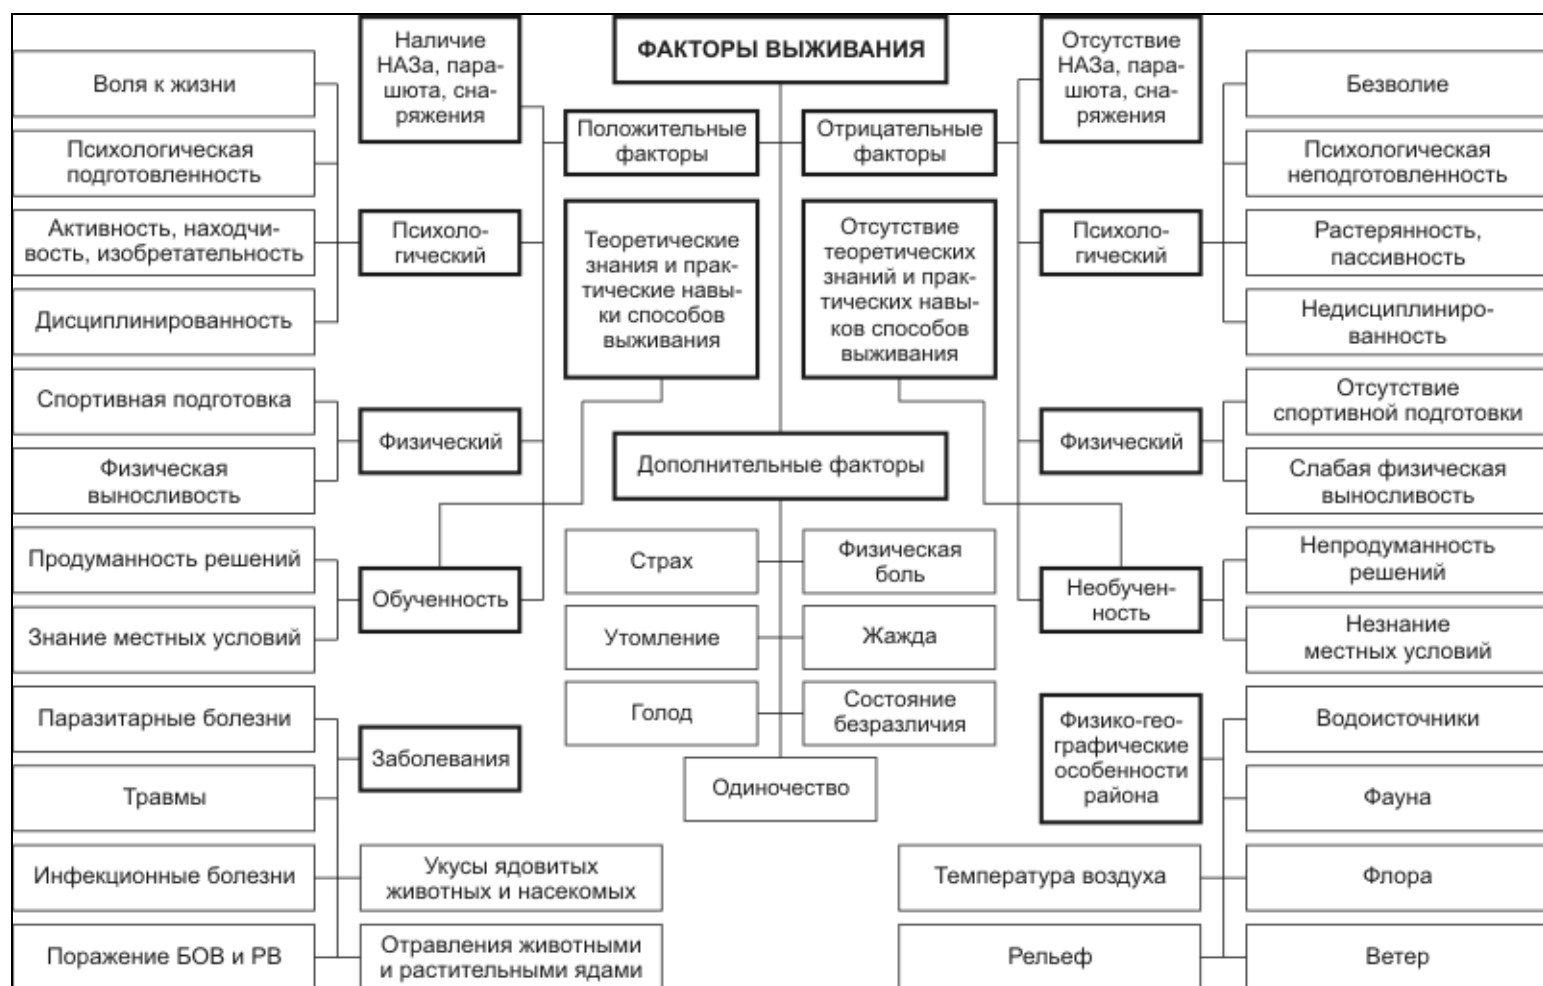 ФАКТОРЫ ВЫЖИВАНИЯ
Наличие
НАЗа, пара-
шюта, сна-
ряжения
Положительные
факторы
Отрицательные
факторы
Отсутствие
НАЗа, пара-
шюта, сна-
ряжения
Воля к жизни
Психологическая
подготовленность
Активность, находчи-
вость, изобретательность
Дисциплинированность
Психоло-
гический
Теоретические
знания и прак-
тические навы-
ки способов
выживания
Отсутствие
теоретических
знаний и прак-
тических навы-
ков способов
выживания
Психоло-
гический
Безволие
Психологическая
неподготовленность
Растерянность,
пассивность
Недисциплиниро-
ванность
Спортивная подготовка
Физическая
выносливость
Физический
Дополнительные факторы
Физический
Отсутствие
спортивной подготовки
Слабая физическая
выносливость
Продуманность решений
Знание местных условий
Обученность
Страх
Физическая
боль
Утомление
Жажда
Голод
Состояние
безразличия
Одиночество
Необучен-
ность
Непродуманность
решений
Незнание
местных условий
Паразитарные болезни
Травмы
Инфекционные болезни
Поражение БОВ и РВ
Заболевания
Укусы ядовитых
животных и насекомых
Отравления животными
и растительными ядами
Физико-гео-
графические
особенности
района
Водоисточники
Фауна
Температура воздуха
Флора
Рельеф
Ветер